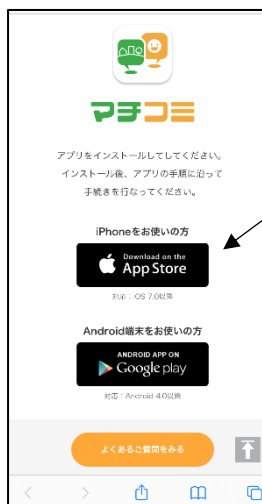 マチコミ
アプリをインストールしてしてください。
インストール後、アプリの手順に沿って
手続きを行なってください。
iPhoneをお使いの方
Download on the
App Store
対応：iOS 7.0以降
Android端末をお使いの方
ANDROID APP ON
Google play
対応：Android 4.0以降
よくあるご質問をみる